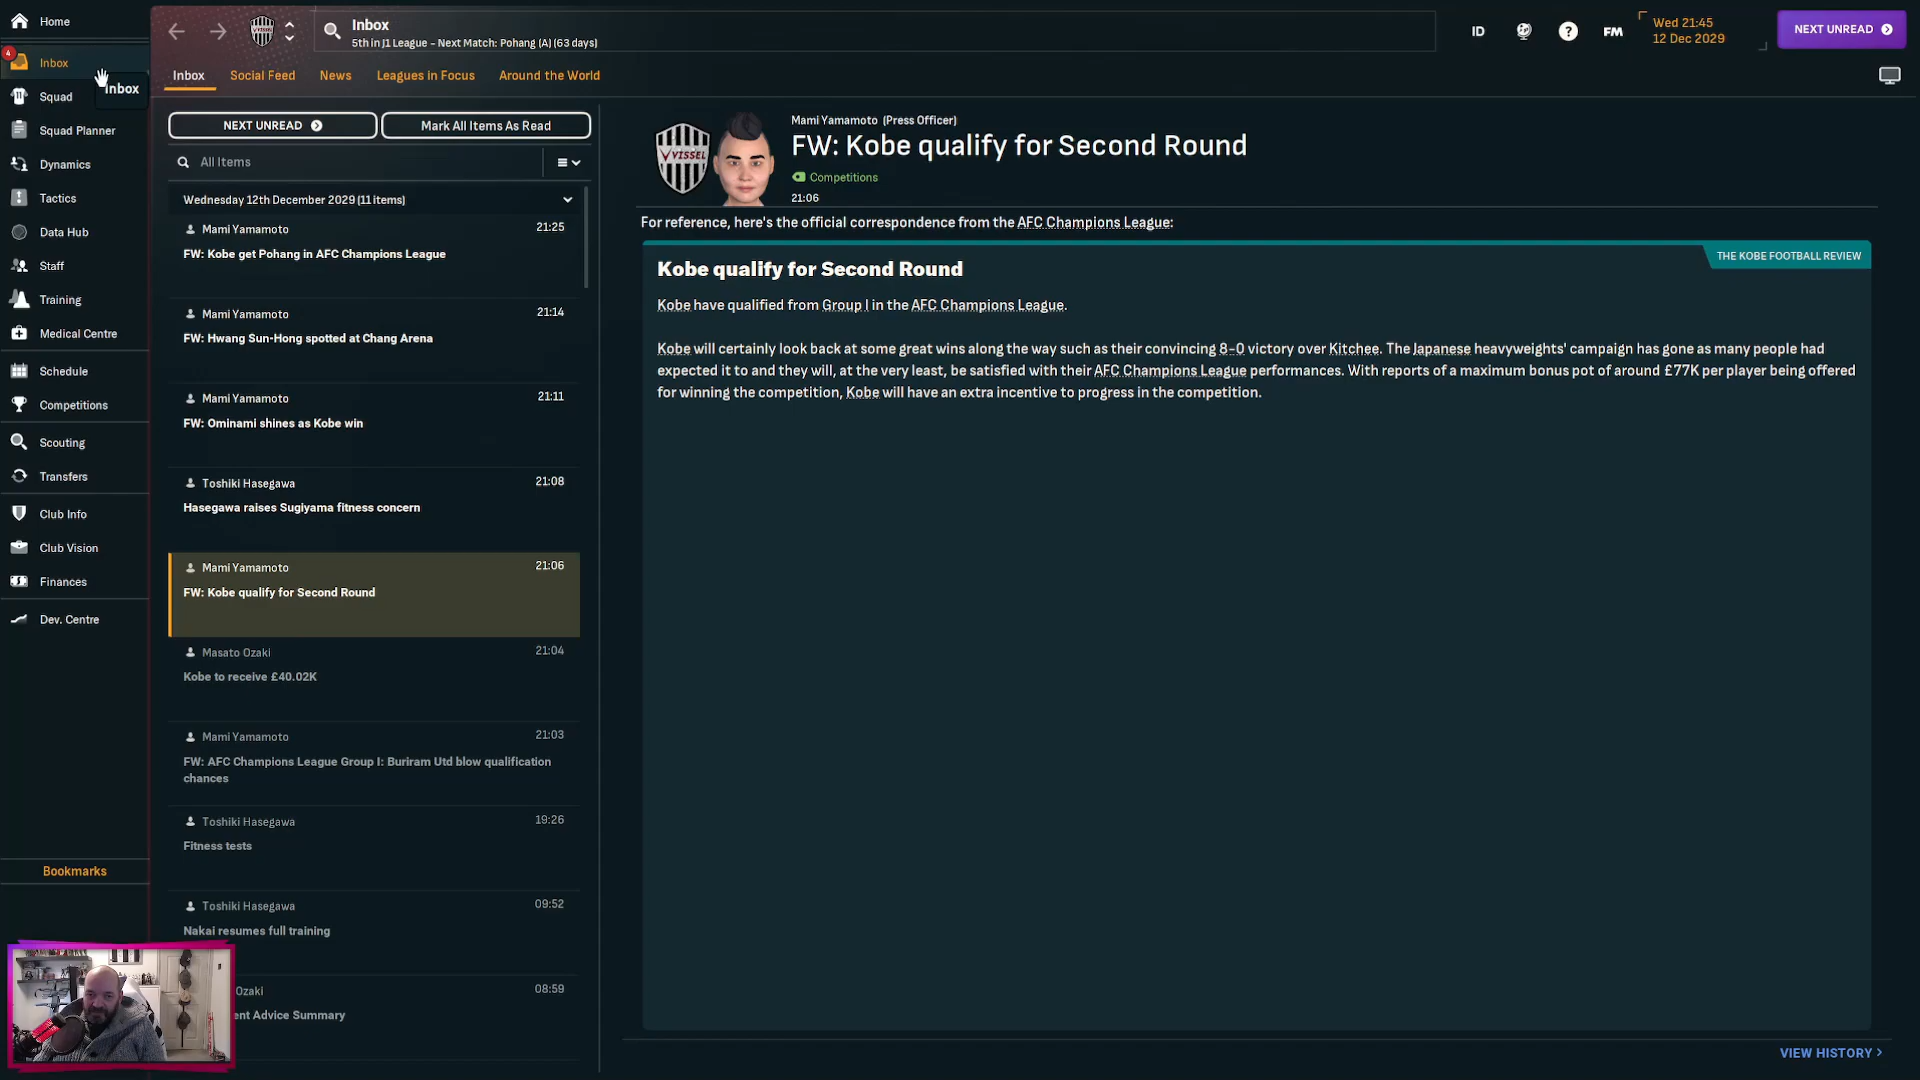 Home
4
Inbox
Inbox
Squad
Squad Planner
Dynamics
Tactics
Data Hub
Staff
Training
Medical Centre
Schedule
Competitions
Scouting
Transfers
Club Info
Club Vision
Finances
Dev. Centre
Bookmarks
Inbox
5th in J1 League - Next Match: Pohang (A) (63 days)
ID
?
FM
Wed 21:45
12 Dec 2029
NEXT UNREAD
Inbox Social Feed News Leagues in Focus Around the World
NEXT UNREAD
Mark All Items As Read
All Items
Wednesday 12th December 2029 (11 items)
Mami Yamamoto 21:25
FW: Kobe get Pohang in AFC Champions League
Mami Yamamoto 21:14
FW: Hwang Sun-Hong spotted at Chang Arena
Mami Yamamoto 21:11
FW: Ominami shines as Kobe win
Toshiki Hasegawa 21:08
Hasegawa raises Sugiyama fitness concern
Mami Yamamoto 21:06
FW: Kobe qualify for Second Round
Masato Ozaki 21:04
Kobe to receive £40.02K
Mami Yamamoto 21:03
FW: AFC Champions League Group I: Buriram Utd blow qualification
chances
Toshiki Hasegawa 19:26
Fitness tests
Toshiki Hasegawa 09:52
Nakai resumes full training
Ozaki 08:59
ent Advice Summary
VISSEL
Mami Yamamoto (Press Officer)
FW: Kobe qualify for Second Round
Competitions
21:06
For reference, here's the official correspondence from the AFC Champions League:
THE KOBE FOOTBALL REVIEW
Kobe qualify for Second Round
Kobe have qualified from Group I in the AFC Champions League.
Kobe will certainly look back at some great wins along the way such as their convincing 8-0 victory over Kitchee. The Japanese heavyweights' campaign has gone as many people had
expected it to and they will, at the very least, be satisfied with their AFC Champions League performances. With reports of a maximum bonus pot of around £77K per player being offered
for winning the competition, Kobe will have an extra incentive to progress in the competition.
VIEW HISTORY >